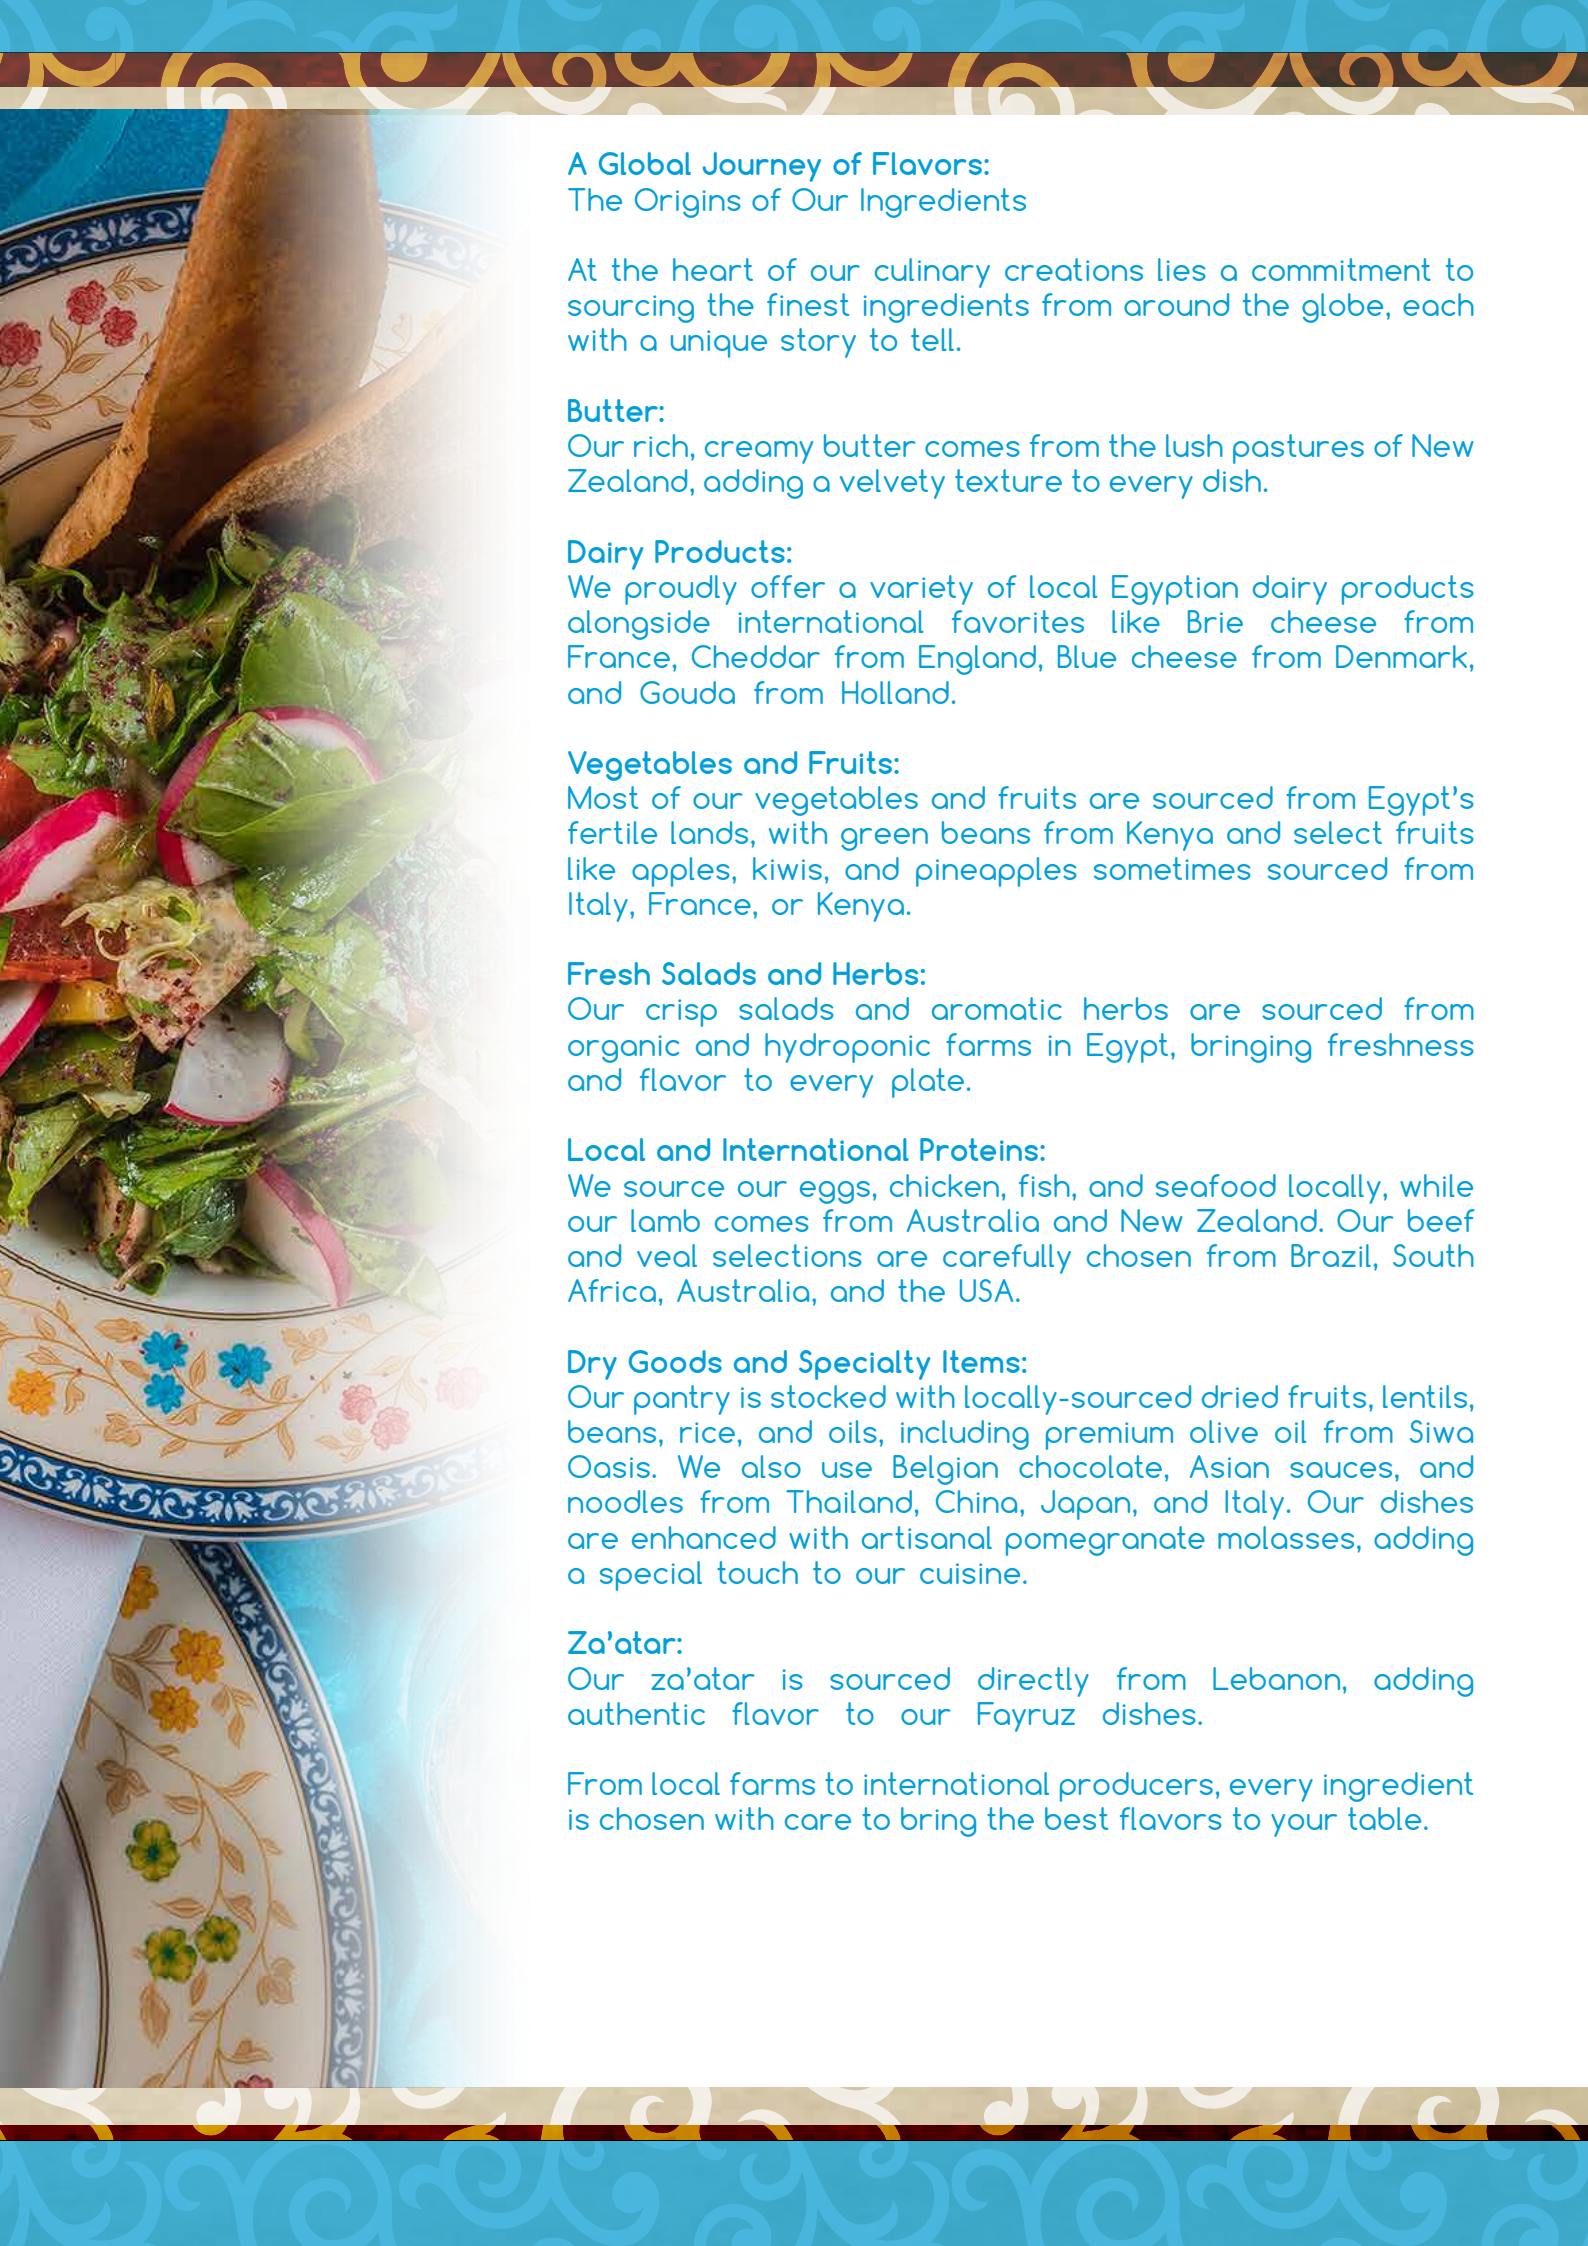 A Global Journey of Flavors:
The Origins of Our Ingredients
At the heart of our culinary creations lies a commitment to
sourcing the finest ingredients from around the globe, each
with a unique story to tell.
Butter:
Our rich, creamy butter comes from the lush pastures of New
Zealand, adding a velvety texture to every dish.
Dairy Products:
We proudly offer a variety of local Egyptian dairy products
alongside international favorites like Brie cheese from
France, Cheddar from England, Blue cheese from Denmark,
and Gouda from Holland.
Vegetables and Fruits:
Most of our vegetables and fruits are sourced from Egypt's
fertile lands, with green beans from Kenya and select fruits
like apples, kiwis, and pineapples sometimes sourced from
Italy, France, or Kenya.
Fresh Salads and Herbs:
Our crisp salads and aromatic herbs are sourced from
organic and hydroponic farms in Egypt, bringing freshness
and flavor to every plate.
Local and International Proteins:
We source our eggs, chicken, fish, and seafood locally, while
our lamb comes from Australia and New Zealand. Our beef
and veal selections are carefully chosen from Brazil, South
Africa, Australia, and the USA.
Dry Goods and Specialty Items:
Our pantry is stocked with locally-sourced dried fruits, lentils,
beans, rice, and oils, including premium olive oil from Siwa
Oasis. We also use Belgian chocolate, Asian sauces, and
noodles from Thailand, China, Japan, and Italy. Our dishes
are enhanced with artisanal pomegranate molasses, adding
a special touch to our cuisine.
Za'atar:
Our za'atar is sourced directly from Lebanon, adding
authentic flavor to our Fayruz dishes.
From local farms to international producers, every ingredient
is chosen with care to bring the best flavors to your table.